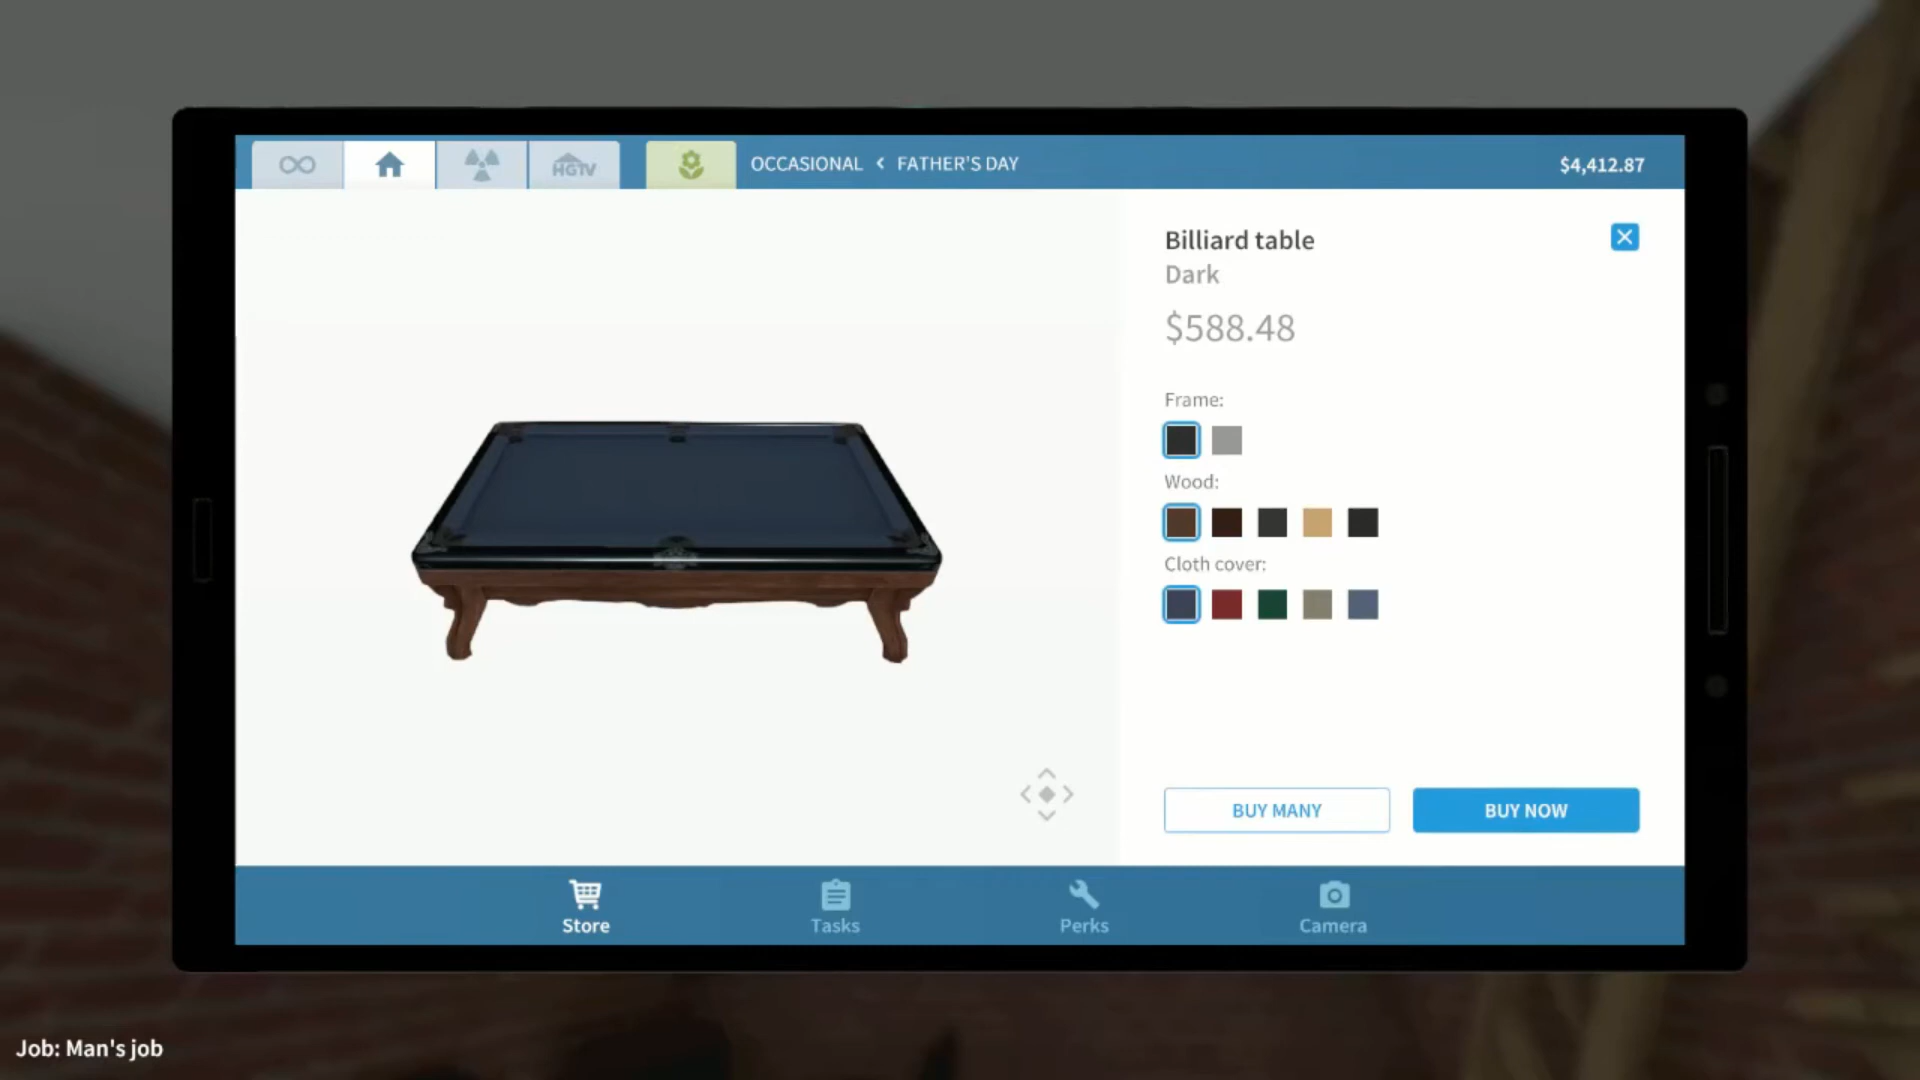 HGTV
OCCASIONAL < FATHER'S DAY
$4,412.87
Billiard table
Dark
$588.48
Frame:
Wood:
Cloth cover:
BUY MANY
BUY NOW
Store
Tasks
Perks
Camera
Job: Man's job